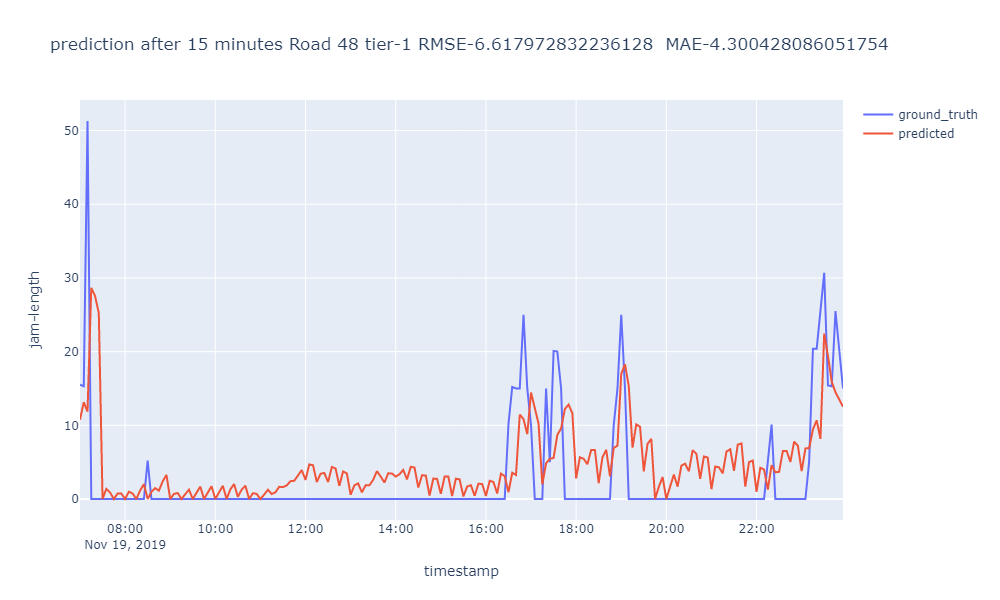 prediction after 15 minutes Road 48 tier-1 RMSE-6.617972832236128  MAE-4.300428086051754
ground_truth
predicted
50
40
30
20
10
0
jam-length
08:00 10:00 12:00 14:00 16:00 18:00 20:00 22:00
Nov 19, 2019
timestamp